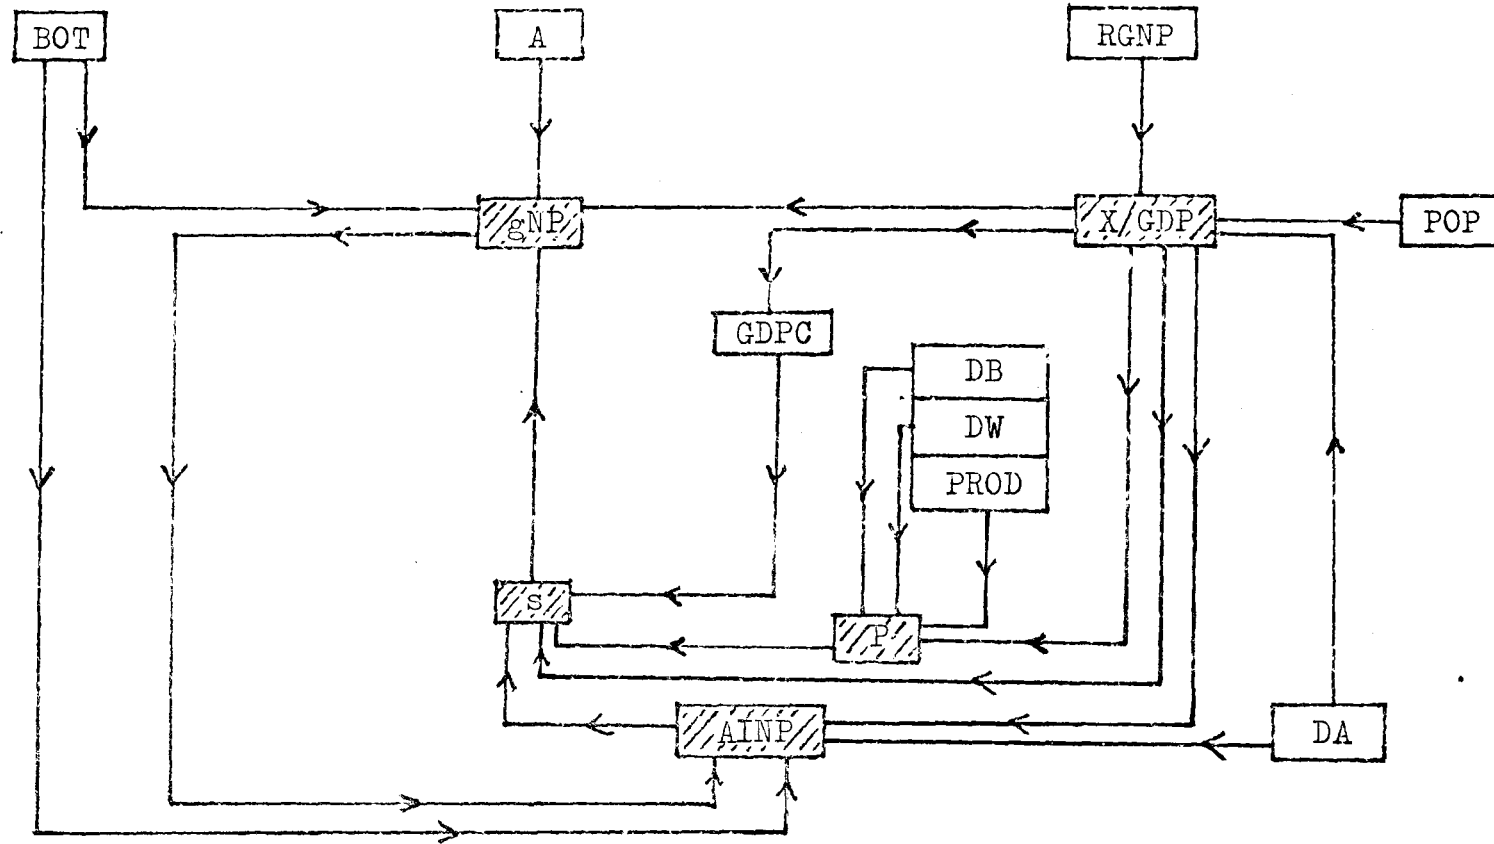 BOT
A
RGNP
gNP
X/GDP
POP
GDPC
DB
DW
PROD
s
P
AINP
DA